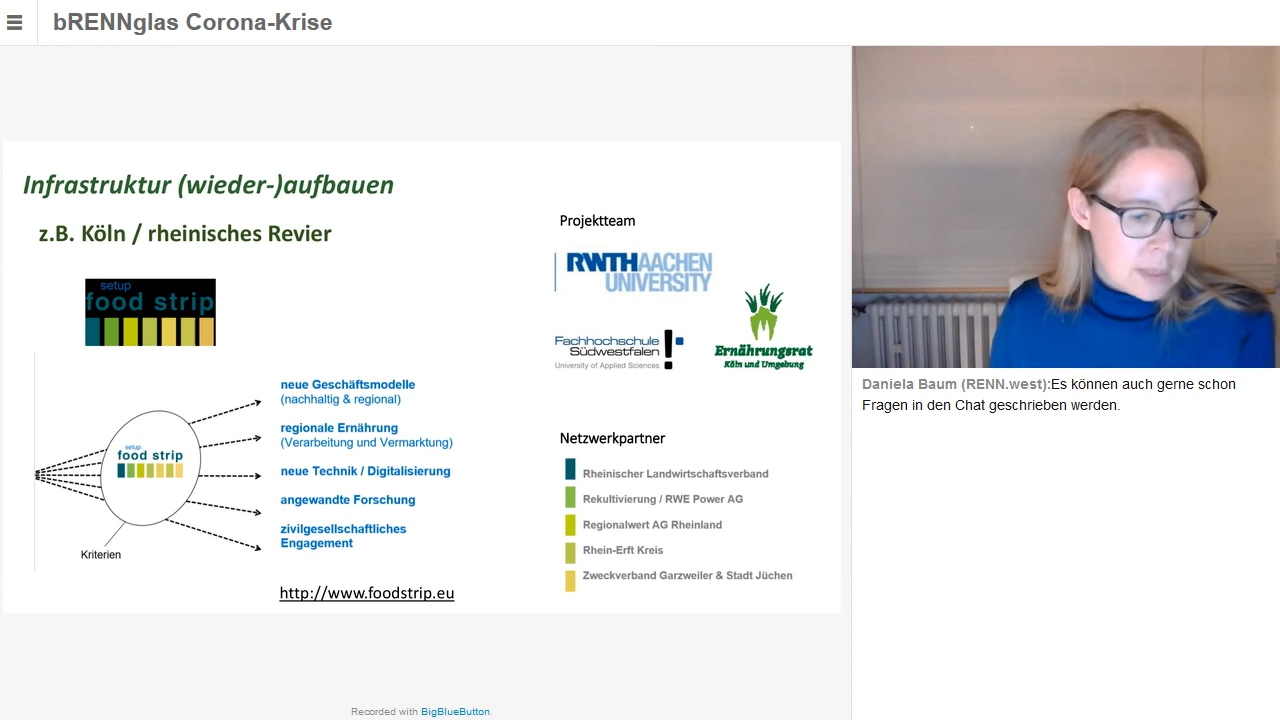 bRENNglas Corona-Krise
Infrastruktur (wieder-)aufbauen
z.B. Köln / rheinisches Revier
setup
food strip
neue Geschäftsmodelle
(nachhaltig & regional)
regionale Ernährung
(Verarbeitung und Vermarktung)
neue Technik / Digitalisierung
angewandte Forschung
zivilgesellschaftliches
Engagement
setup
food strip
Kriterien
http://www.foodstrip.eu
Projektteam
RWTHAACHEN
UNIVERSITY
Fachhochschule
Südwestfalen
University of Applied Sciences
Ernährungsrat
Köln und Umgebung
Netzwerkpartner
Rheinischer Landwirtschaftsverband
Rekultivierung / RWE Power AG
Regionalwert AG Rheinland
Rhein-Erft Kreis
Zweckverband Garzweiler & Stadt Jüchen
Daniela Baum (RENN.west):Es können auch gerne schon
Fragen in den Chat geschrieben werden.
Recorded with BigBlueButton.